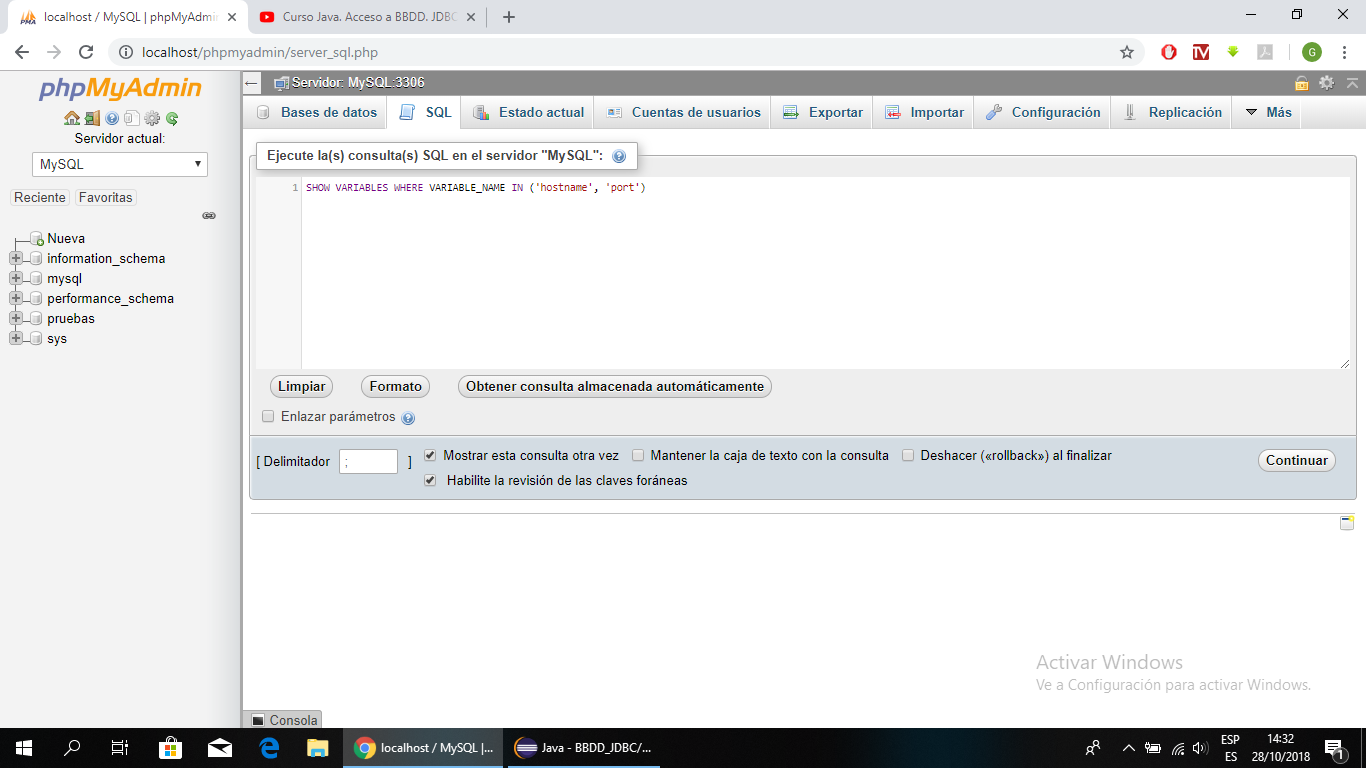 localhost / MySQL | phpMyAdmin
Curso Java. Acceso a BBDD. JDBC
localhost/phpmyadmin/server_sql.php
G
phpMyAdmin
Servidor actual:
MySQL
Reciente
Favoritas
Nueva
information_schema
mysql
performance_schema
pruebas
sys
Servidor: MySQL:3306
Bases de datos
SQL
Estado actual
Cuentas de usuarios
Exportar
Importar
Configuración
Replicación
Más
Ejecute la(s) consulta(s) SQL en el servidor "MySQL":
1 SHOW VARIABLES WHERE VARIABLE_NAME IN ('hostname', 'port')
Limpiar
Formato
Obtener consulta almacenada automáticamente
Enlazar parámetros
[ Delimitador ; ]
Mostrar esta consulta otra vez
Mantener la caja de texto con la consulta
Deshacer («rollback») al finalizar
Habilite la revisión de las claves foráneas
Continuar
Activar Windows
Ve a Configuración para activar Windows.
Consola
localhost / MySQL |...
Java - BBDD_JDBC/...
ESP
ES
14:32
28/10/2018
1